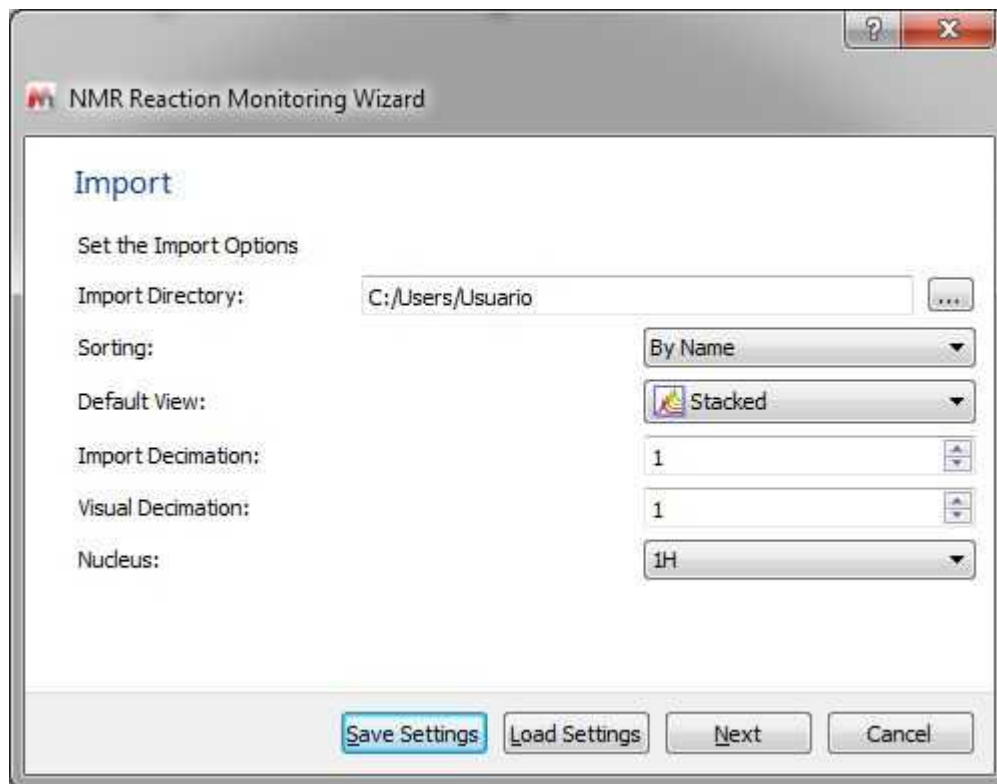 NMR Reaction Monitoring Wizard
Import
Set the Import Options
Import Directory: C:/Users/Usuario ...
Sorting: By Name
Default View: Stacked
Import Decimation: 1
Visual Decimation: 1
Nucleus: 1H
Save Settings Load Settings Next Cancel